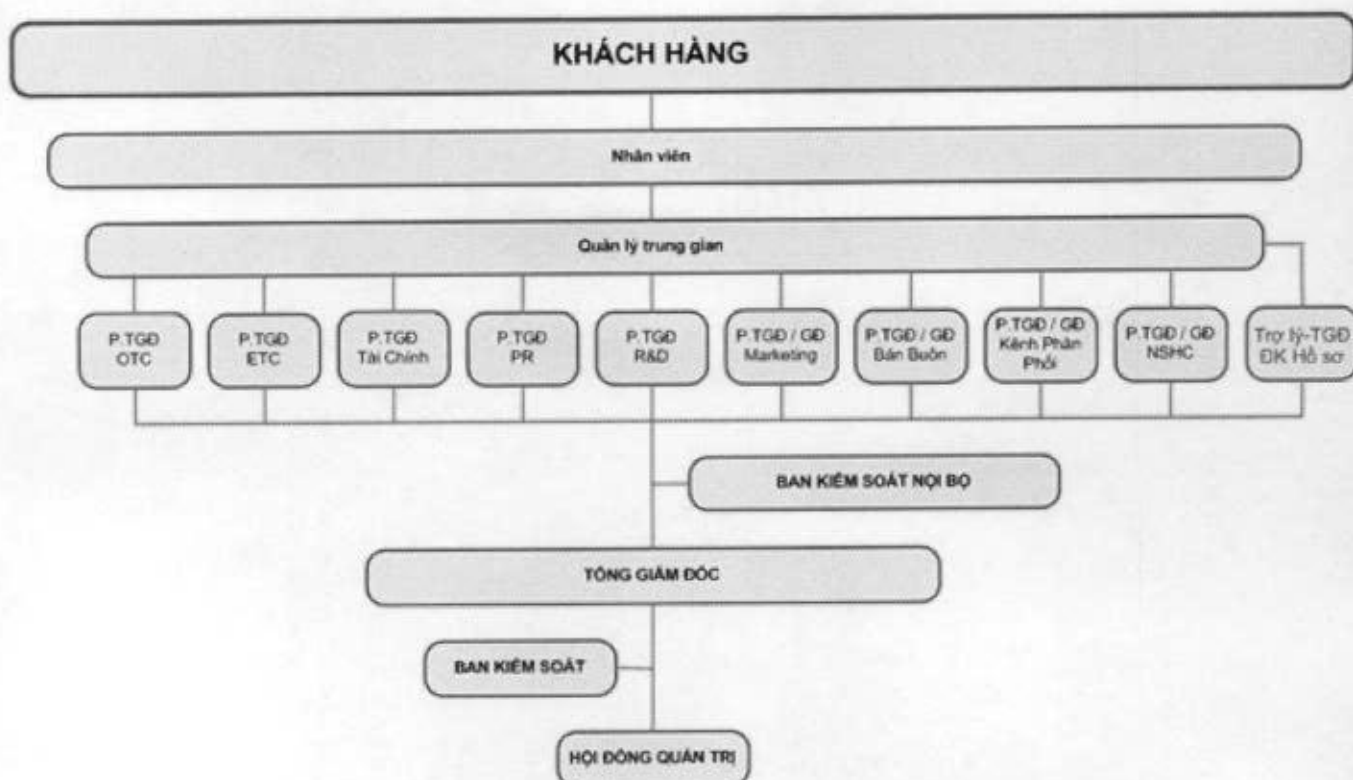 KHÁCH HÀNG
Nhân viên
Quản lý trung gian
P.TGĐ
OTC
P.TGĐ
ETC
P.TGĐ
Tài Chính
P.TGĐ
PR
P.TGĐ
R&D
P.TGĐ / GĐ
Marketing
P.TGĐ / GĐ
Bán Buôn
P.TGĐ / GĐ
Kênh Phân
Phối
P.TGĐ / GĐ
NSHC
Trợ lý-TGĐ
ĐK Hồ sơ
BAN KIỂM SOÁT NỘI BỘ
TỔNG GIÁM ĐỐC
BAN KIỂM SOÁT
HỘI ĐỒNG QUẢN TRỊ